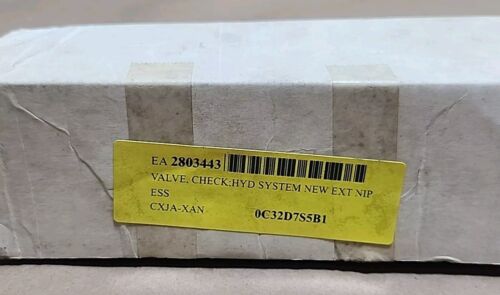 EA 2803443
VALVE, CHECK;HYD SYSTEM NEW EXT NIP
ESS
CXJA-XAN 0C32D7S5B1